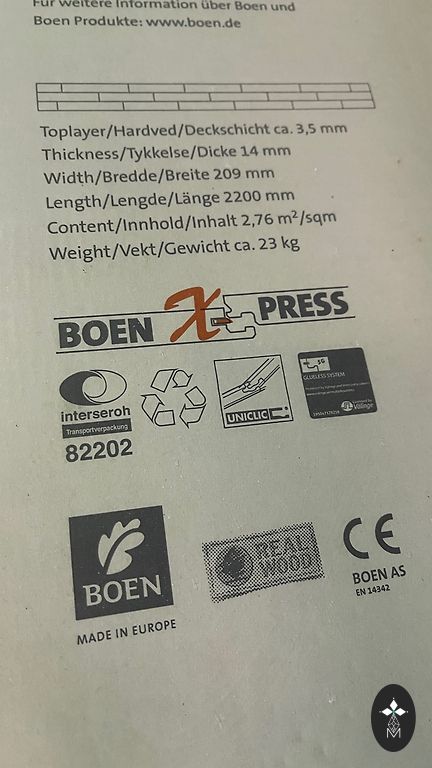 Für weitere Information über Boen und
Boen Produkte: www.boen.de
Toplayer/Hardved/Deckschicht ca. 3,5 mm
Thickness/Tykkelse/Dicke 14 mm
Width/Bredde/Breite 209 mm
Length/Lengde/Länge 2200 mm
Content/Innhold/Inhalt 2,76 m²/sqm
Weight/Vekt/Gewicht ca. 23 kg
BOEN X-PRESS
interseroh
Transportverpackung
82202
UNICLIC
5G
GLUELESS SYSTEM
Välinge
BOEN
MADE IN EUROPE
REAL
WOOD
CE
BOEN AS
EN 14342
M